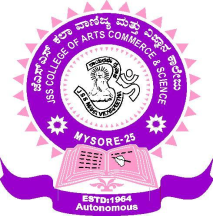 ಜೆಎಸ್ಎಸ್ ಕಲಾ ವಾಣಿಜ್ಯ ಮತ್ತು ವಿಜ್ಞಾನ ಕಾಲೇಜು
JSS COLLEGE OF ARTS COMMERCE & SCIENCE
MYSORE-25
ESTD:1964
Autonomous